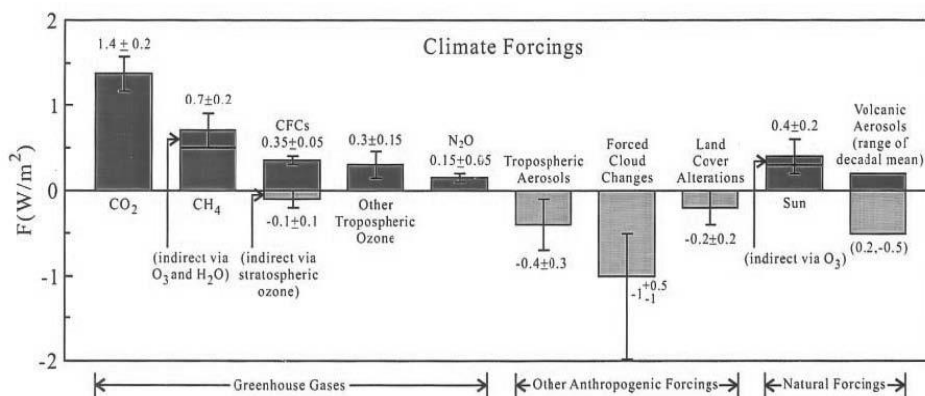 Climate Forcings
F(W/m²)
2
1
0
-1
-2
1.4 ± 0.2
CO₂
0.7±0.2
CH₄
(indirect via
O₃ and H₂O)
CFCs
0.35±0.05
-0.1±0.1
(indirect via
stratospheric
ozone)
0.3±0.15
Other
Tropospheric
Ozone
N₂O
0.15±0.05
Tropospheric
Aerosols
-0.4±0.3
Forced
Cloud
Changes
-1 +0.5 -1
Land
Cover
Alterations
-0.2±0.2
0.4±0.2
Sun
(indirect via O₃)
Volcanic
Aerosols
(range of
decadal mean)
(0.2,-0.5)
Greenhouse Gases
Other Anthropogenic Forcings
Natural Forcings